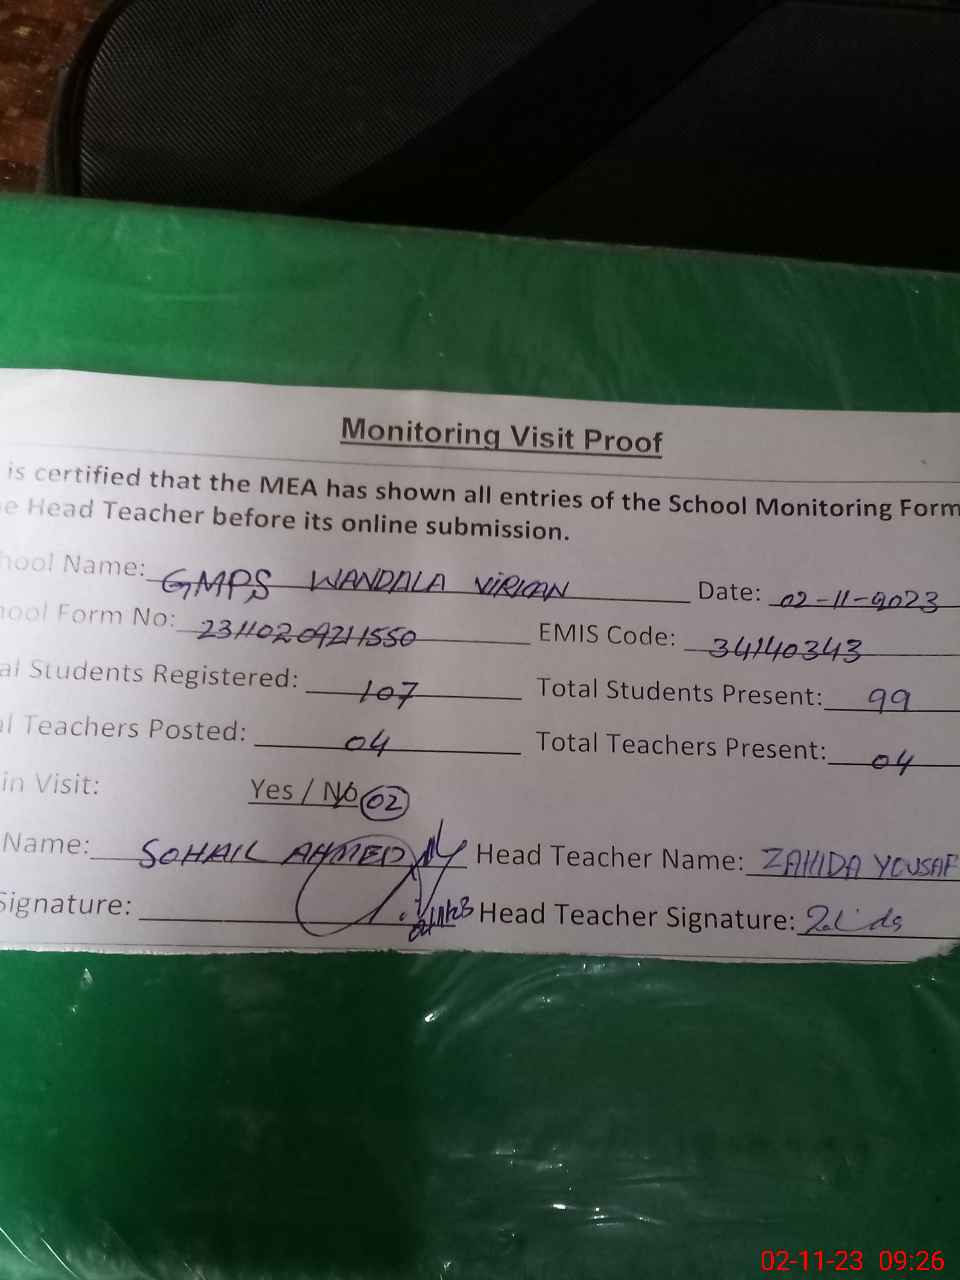 Monitoring Visit Proof
is certified that the MEA has shown all entries of the School Monitoring Form
e Head Teacher before its online submission.
hool Name: GMPS WANDALA VIRKAN Date: 02-11-2023
hool Form No: 23110209211550 EMIS Code: 34140343
al Students Registered: 107 Total Students Present: 99
al Teachers Posted: 04 Total Teachers Present: 04
in Visit: Yes / No 02
Name: SOHAIL AHMED Head Teacher Name: ZAHIDA YOUSAF
Signature: Head Teacher Signature:
02-11-23 09:26